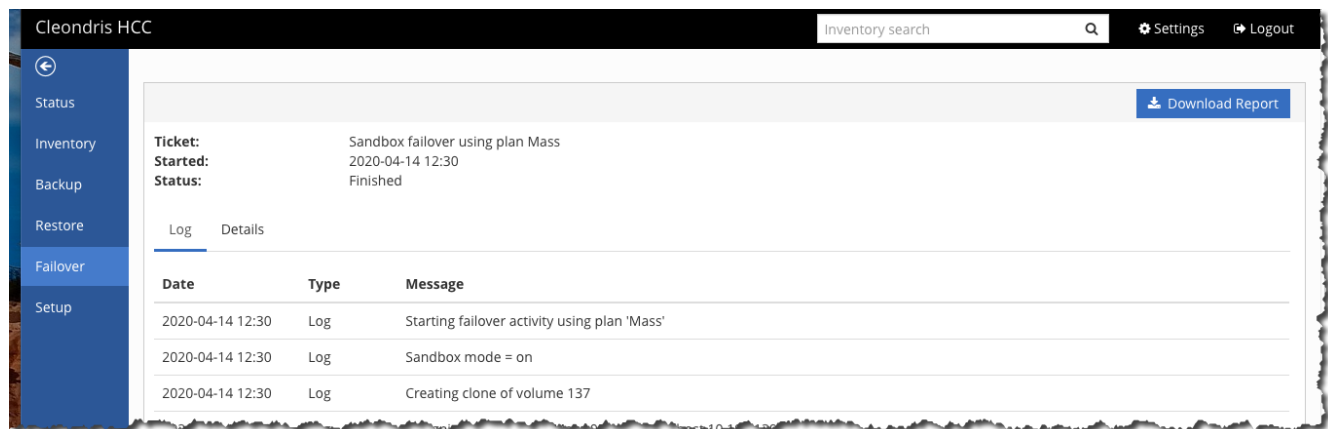 Cleondris HCC
Inventory search
Settings
Logout
Status
Inventory
Backup
Restore
Failover
Setup
Download Report
Ticket: Sandbox failover using plan Mass
Started: 2020-04-14 12:30
Status: Finished
Log Details
Date Type Message
2020-04-14 12:30 Log Starting failover activity using plan 'Mass'
2020-04-14 12:30 Log Sandbox mode = on
2020-04-14 12:30 Log Creating clone of volume 137